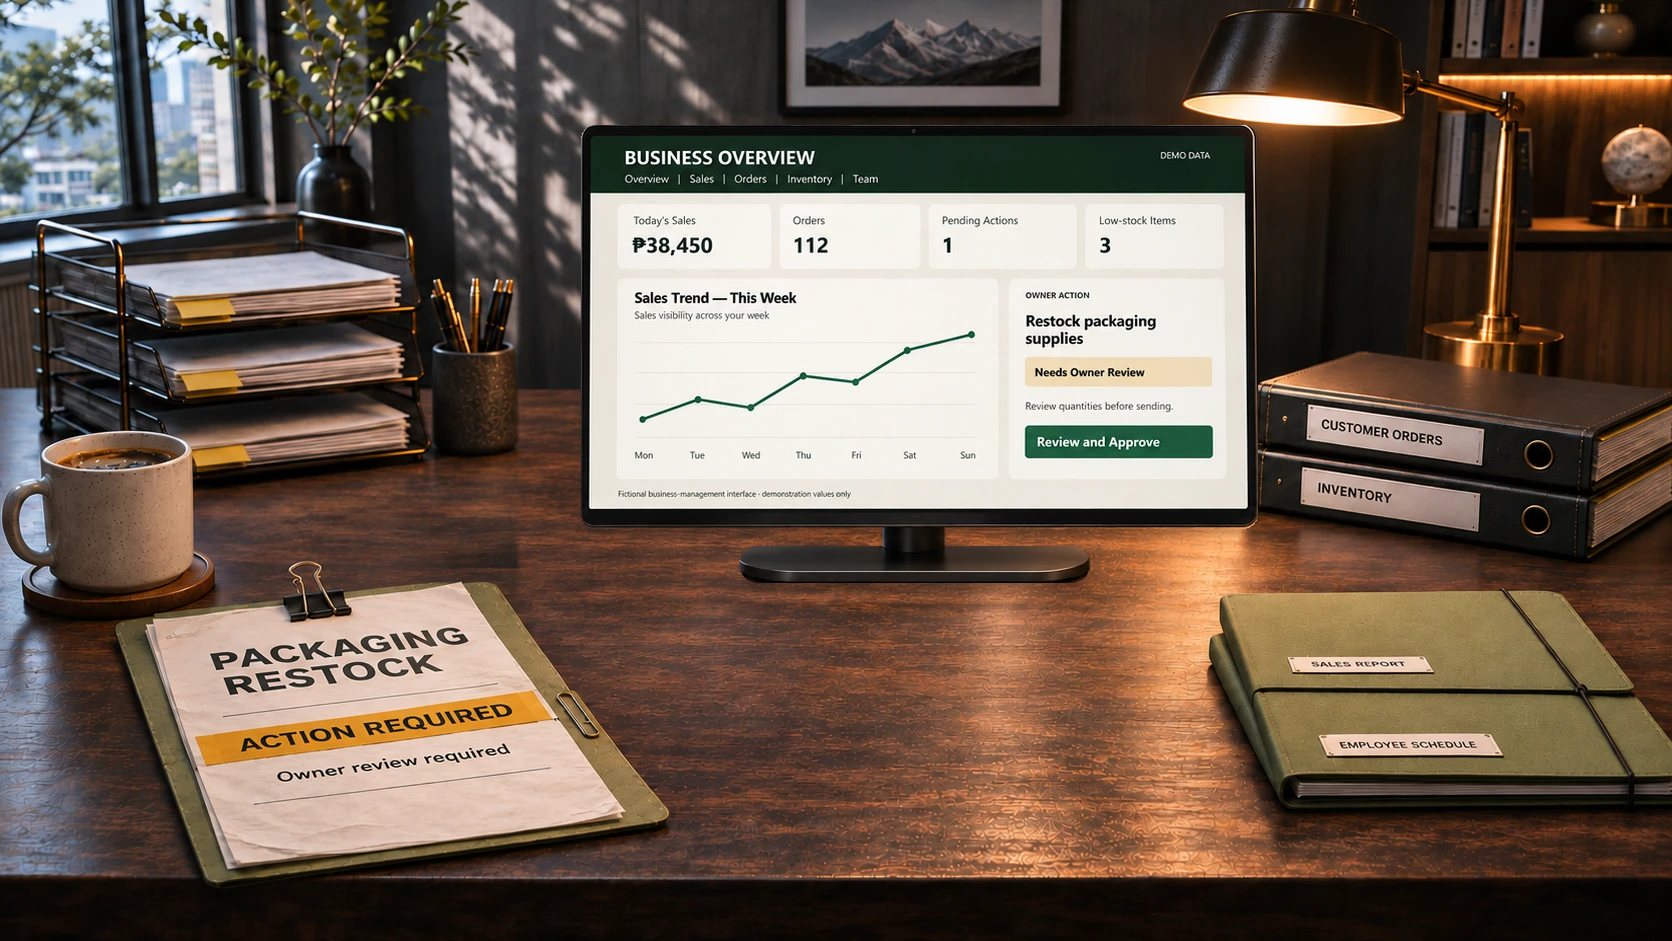 BUSINESS OVERVIEW
DEMO DATA
Overview | Sales | Orders | Inventory | Team
Today's Sales
₱38,450
Orders
112
Pending Actions
1
Low-stock Items
3
Sales Trend — This Week
Sales visibility across your week
Mon Tue Wed Thu Fri Sat Sun
OWNER ACTION
Restock packaging
supplies
Needs Owner Review
Review quantities before sending.
Review and Approve
Fictional business-management interface - demonstration values only
CUSTOMER ORDERS
INVENTORY
PACKAGING
RESTOCK
ACTION REQUIRED
Owner review required
SALES REPORT
EMPLOYEE SCHEDULE